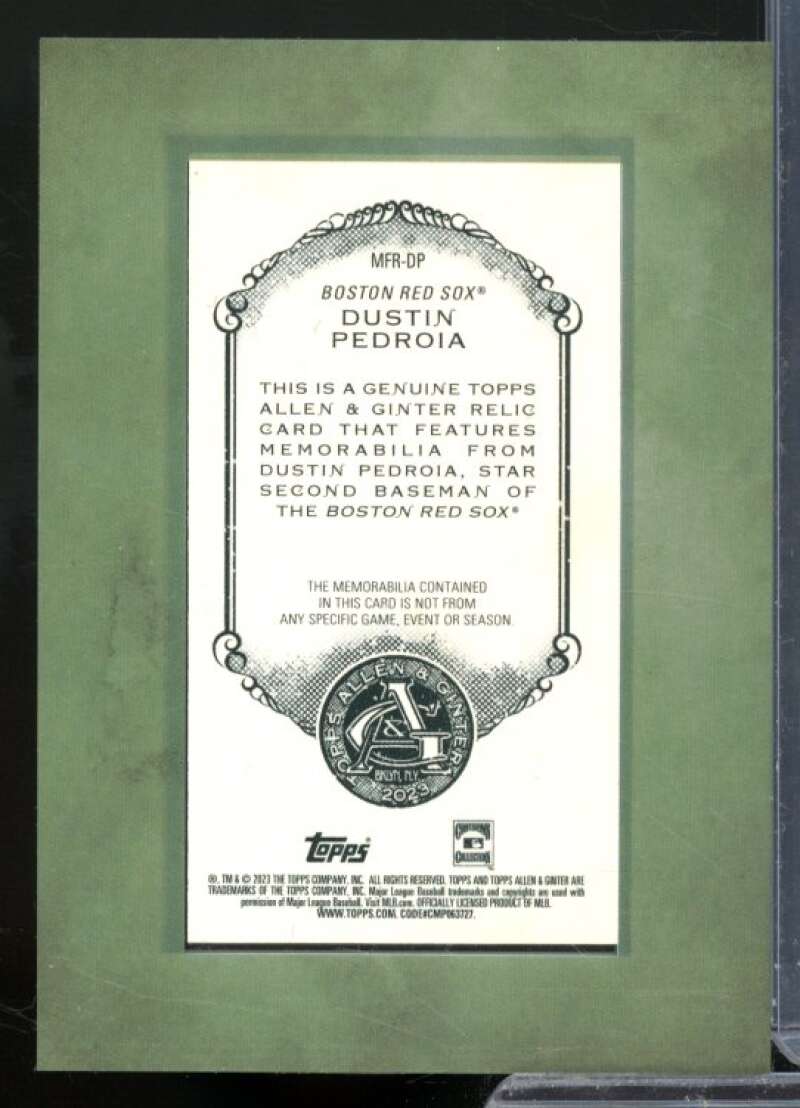 MFR-DP
BOSTON RED SOX®
DUSTIN
PEDROIA
THIS IS A GENUINE TOPPS
ALLEN & GINTER RELIC
CARD THAT FEATURES
MEMORABILIA FROM
DUSTIN PEDROIA, STAR
SECOND BASEMAN OF
THE BOSTON RED SOX®
THE MEMORABILIA CONTAINED
IN THIS CARD IS NOT FROM
ANY SPECIFIC GAME, EVENT OR SEASON.
TOPPS ALLEN & GINTER
A&G
BKLYN, N.Y.
2023
Topps®
COOPERSTOWN
COLLECTION
®, TM & © 2023 THE TOPPS COMPANY, INC. ALL RIGHTS RESERVED. TOPPS AND TOPPS ALLEN & GINTER ARE
TRADEMARKS OF THE TOPPS COMPANY, INC. Major League Baseball trademarks and copyrights are used with
permission of Major League Baseball. Visit MLB.com. OFFICIALLY LICENSED PRODUCT OF MLB.
WWW.TOPPS.COM. CODE#CMP063727.